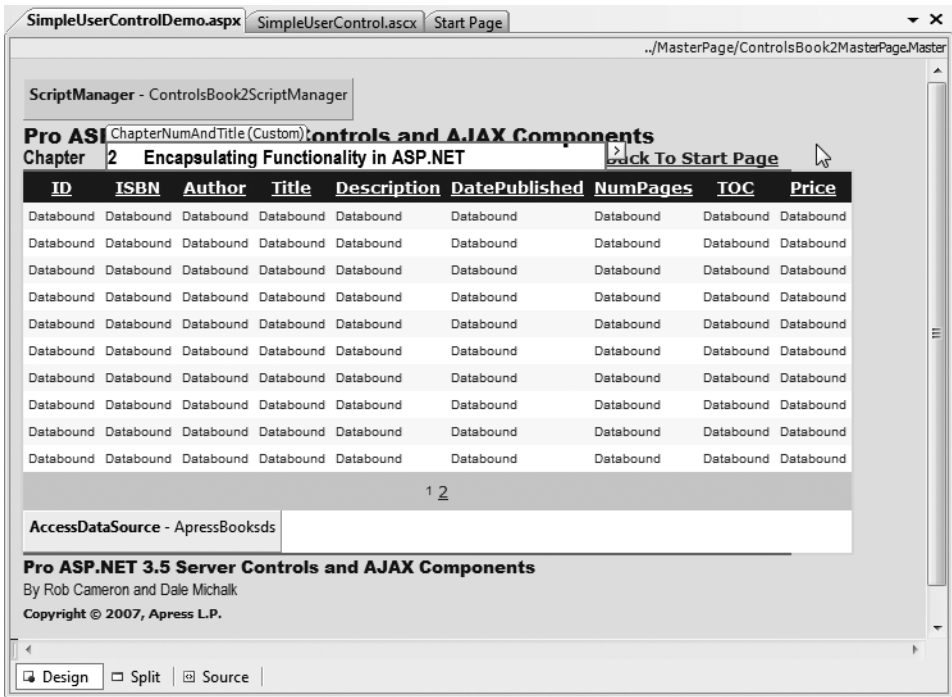 SimpleUserControlDemo.aspx SimpleUserControl.ascx Start Page
../MasterPage/ControlsBook2MasterPage.Master
ScriptManager - ControlsBook2ScriptManager
ChapterNumAndTitle (Custom)
Pro ontrols and AJAX Components
Chapter 2 Encapsulating Functionality in ASP.NET Back To Start Page
ID ISBN Author Title Description DatePublished NumPages TOC Price
Databound Databound Databound Databound Databound Databound Databound Databound Databound
Databound Databound Databound Databound Databound Databound Databound Databound Databound
Databound Databound Databound Databound Databound Databound Databound Databound Databound
Databound Databound Databound Databound Databound Databound Databound Databound Databound
Databound Databound Databound Databound Databound Databound Databound Databound Databound
Databound Databound Databound Databound Databound Databound Databound Databound Databound
Databound Databound Databound Databound Databound Databound Databound Databound Databound
Databound Databound Databound Databound Databound Databound Databound Databound Databound
Databound Databound Databound Databound Databound Databound Databound Databound Databound
Databound Databound Databound Databound Databound Databound Databound Databound Databound
1 2
AccessDataSource - ApressBooksds
Pro ASP.NET 3.5 Server Controls and AJAX Components
By Rob Cameron and Dale Michalk
Copyright © 2007, Apress L.P.
Design Split Source